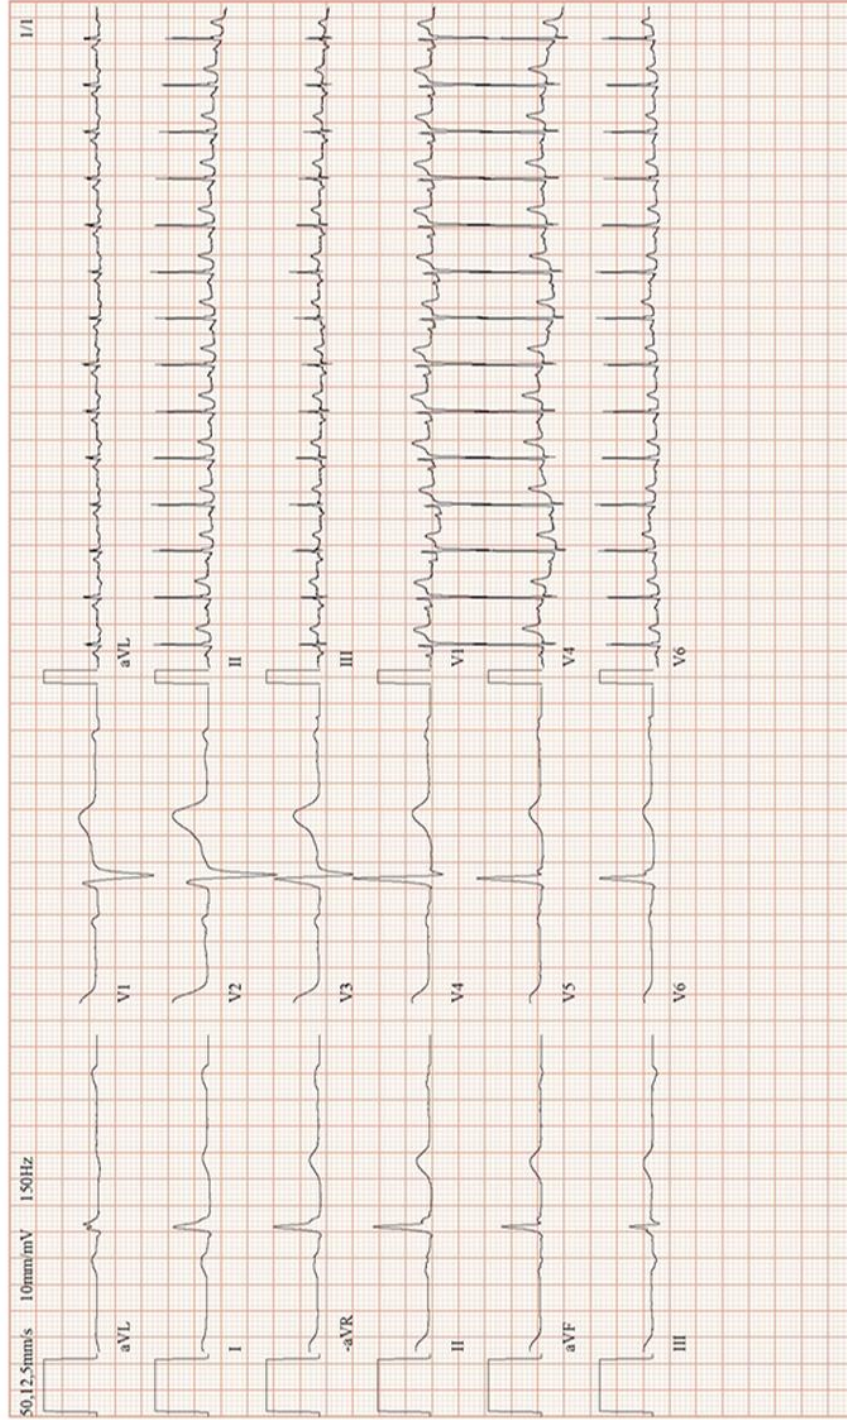 50,12,5mm/s 10mm/mV 150Hz 1/1
aVL V1 aVL
I V2 II
-aVR V3 III
II V4 V1
aVF V5 V4
III V6 V6